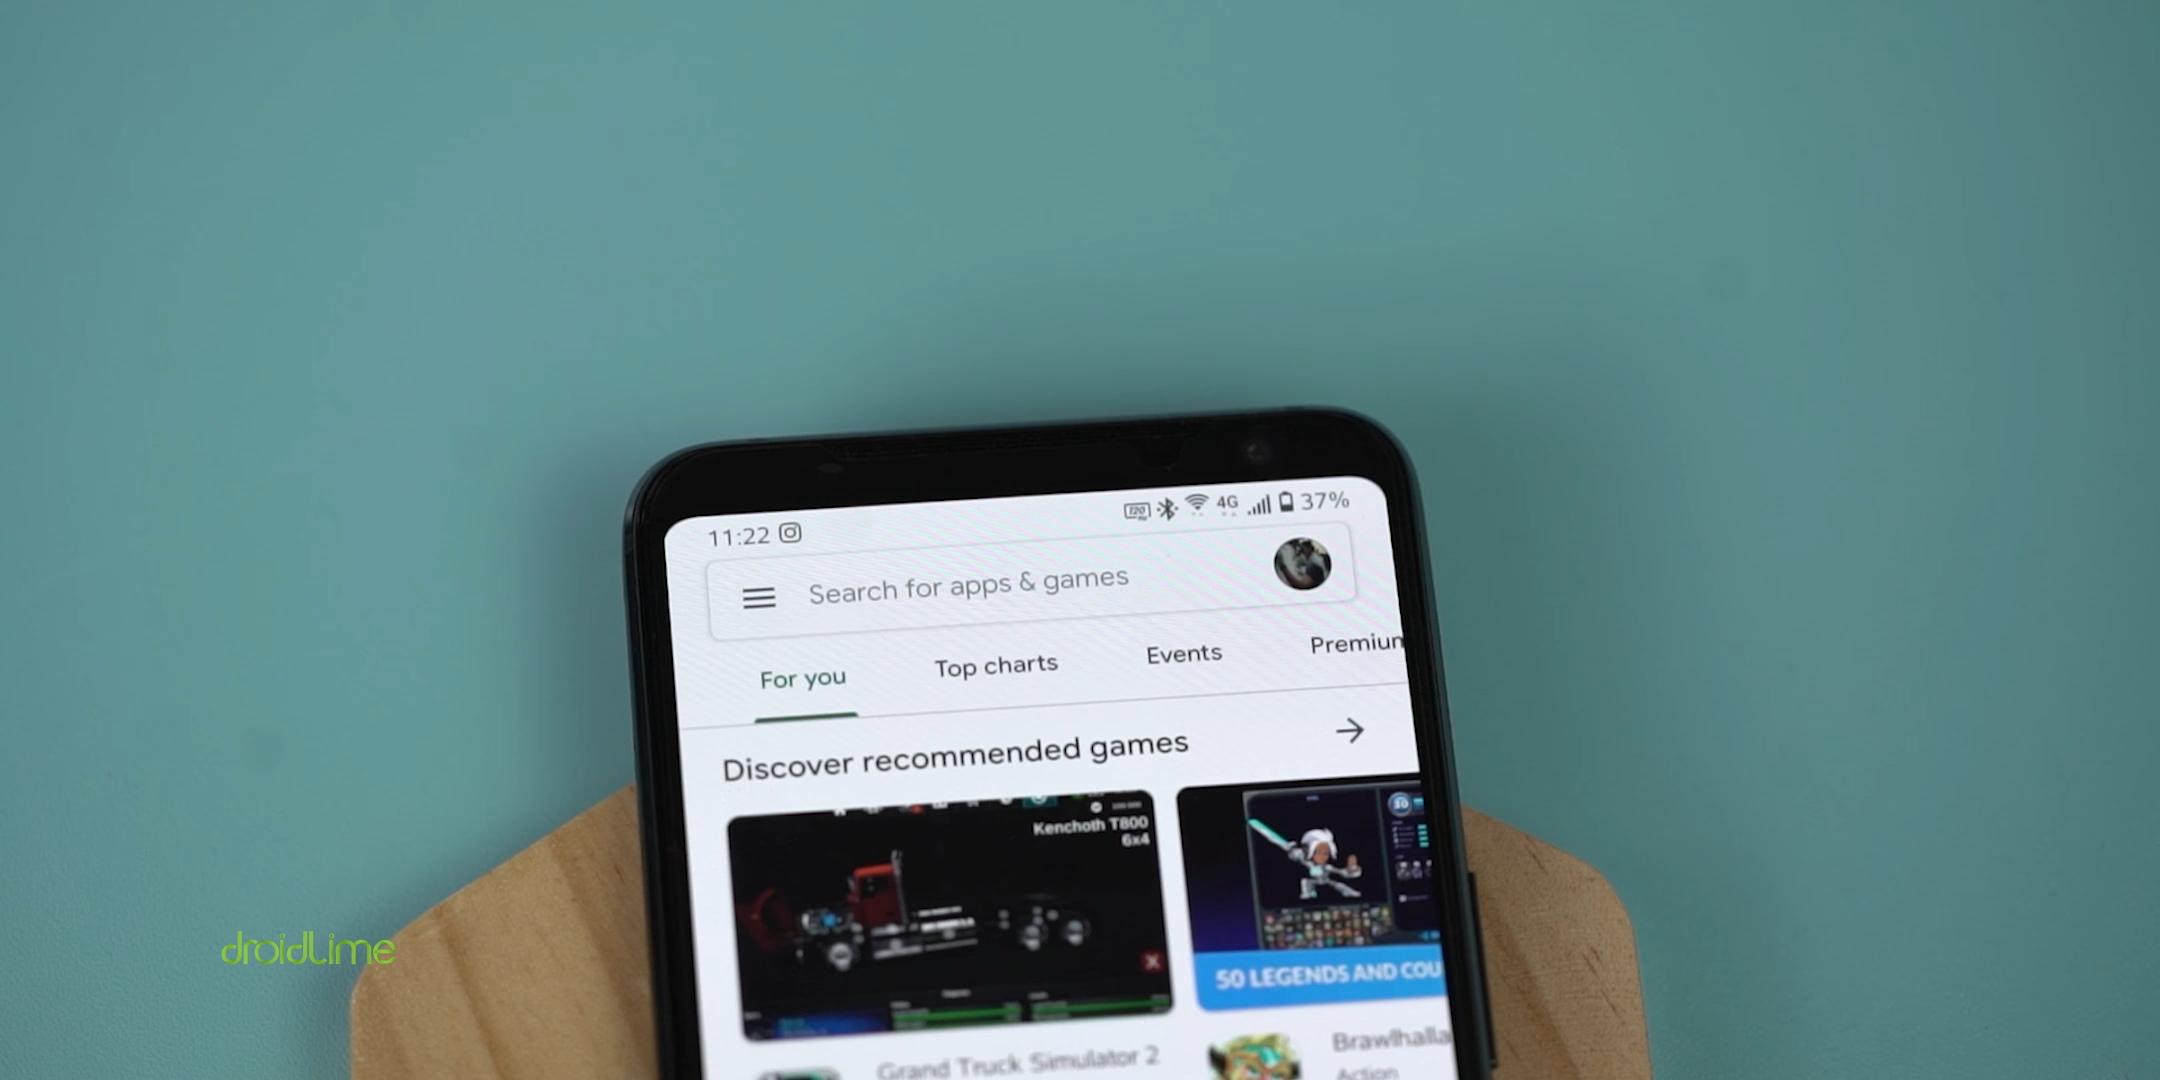 11:22
120 4G 37%
Search for apps & games
For you Top charts Events Premium
Discover recommended games
Kenchoth T800
6x4
50 LEGENDS AND COU
Grand Truck Simulator 2
Brawlhalla
Action
droidlime